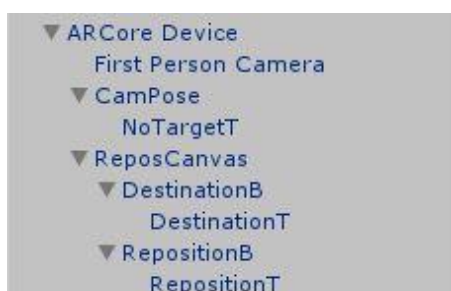 ARCore Device
First Person Camera
CamPose
NoTargetT
ReposCanvas
DestinationB
DestinationT
RepositionB
RepositionT